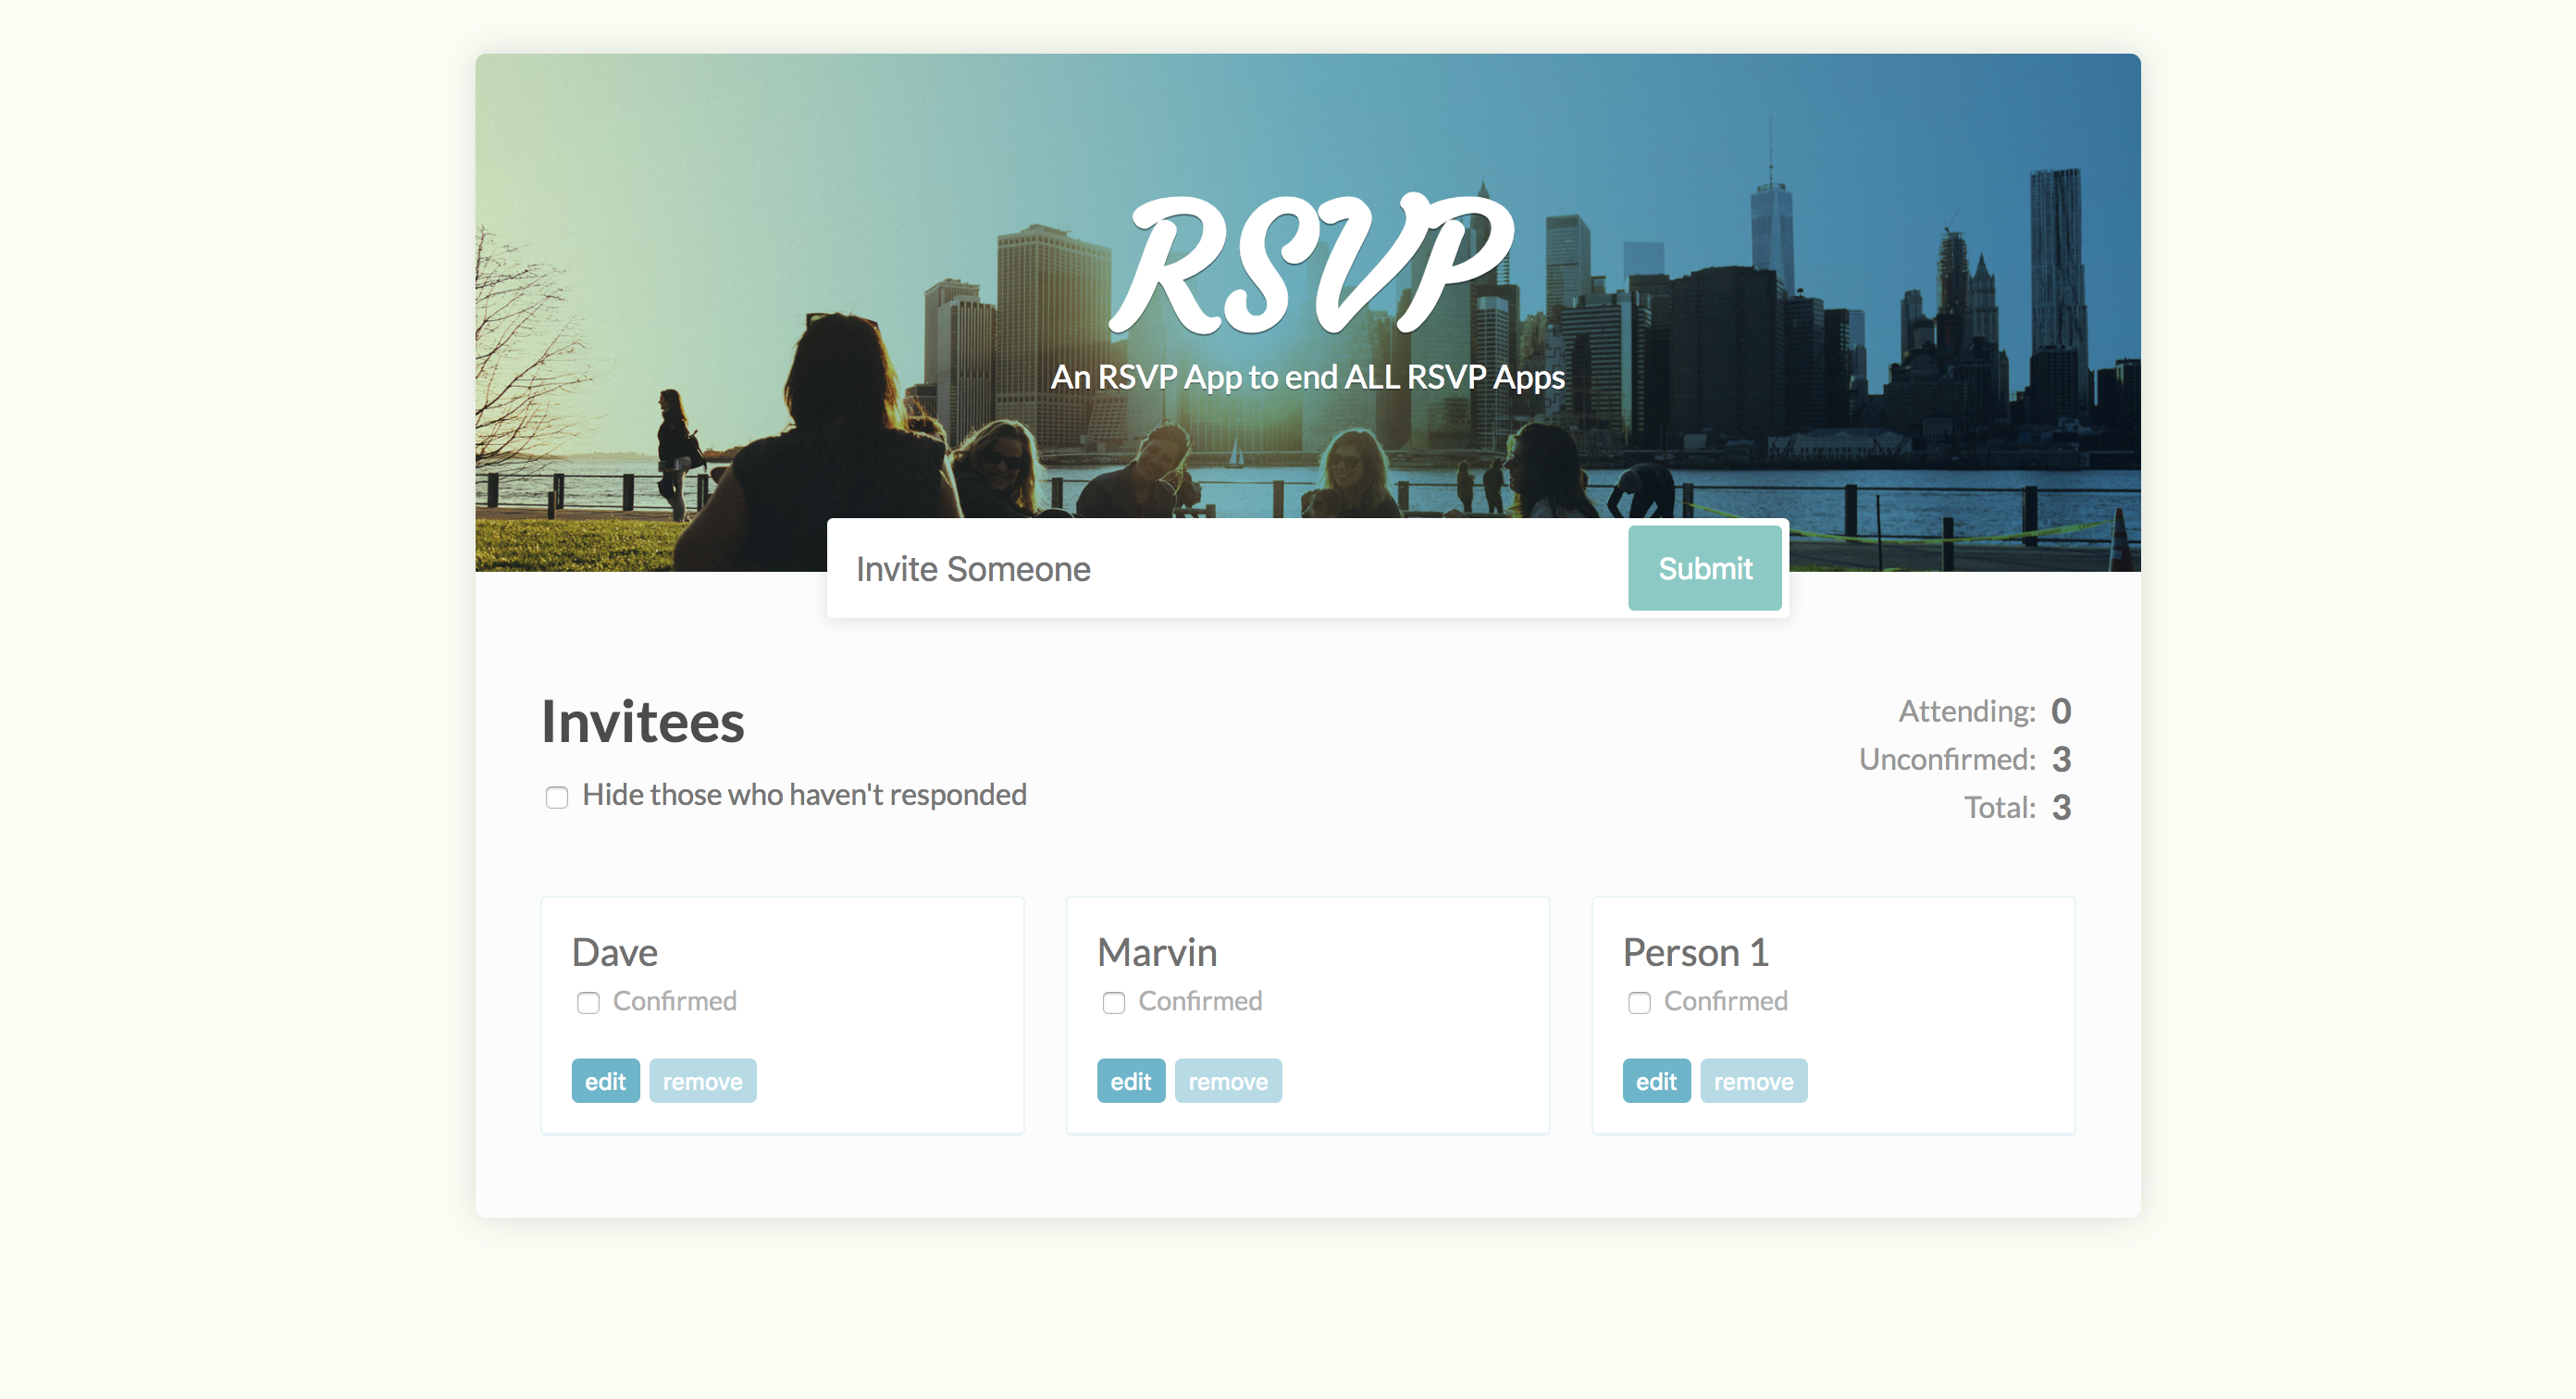 RSVP
An RSVP App to end ALL RSVP Apps
Invite Someone
Submit
Invitees
Hide those who haven't responded
Attending: 0
Unconfirmed: 3
Total: 3
Dave
Confirmed
edit remove
Marvin
Confirmed
edit remove
Person 1
Confirmed
edit remove